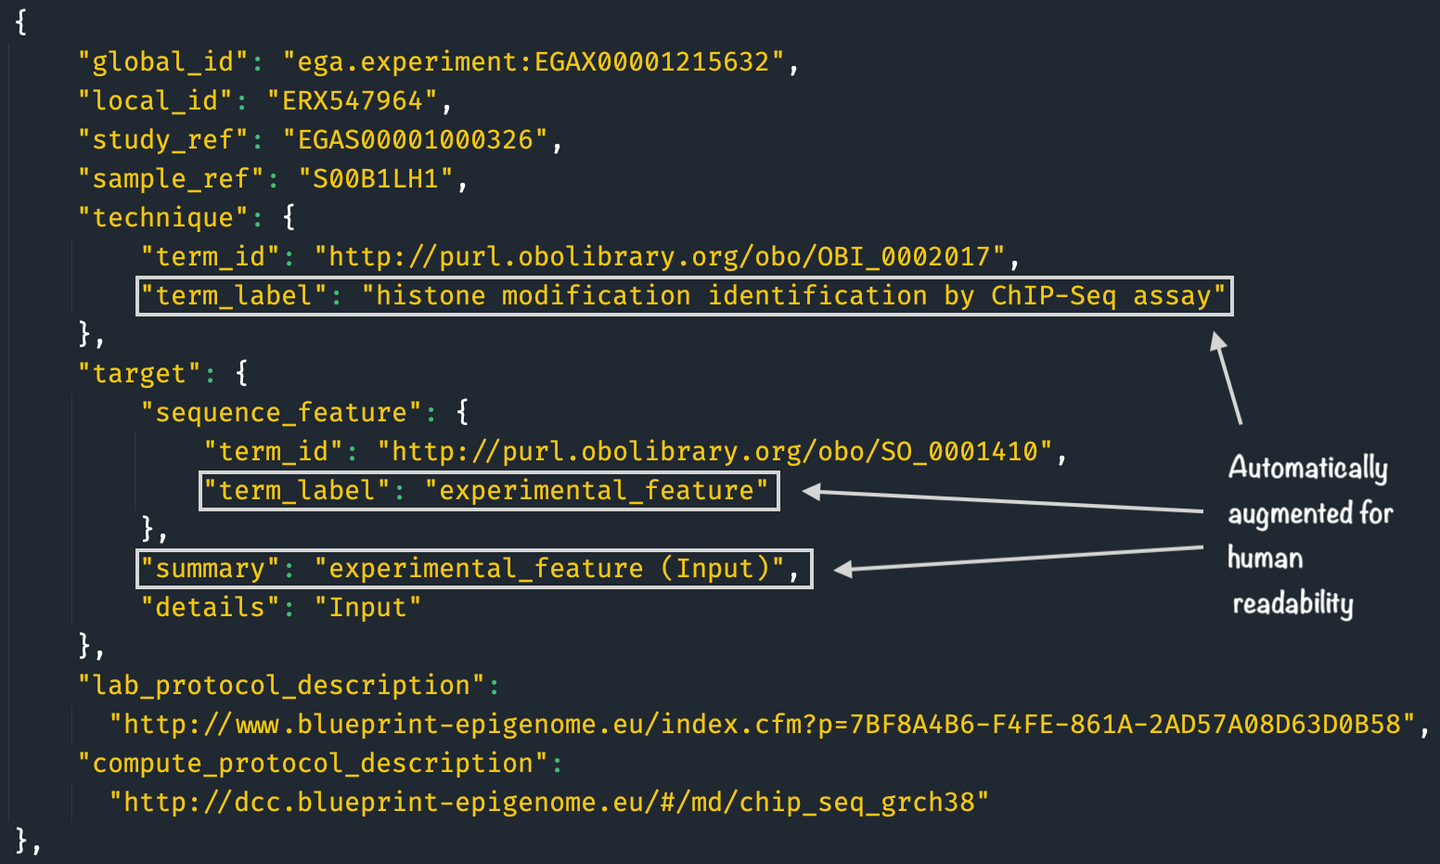 {
"global_id": "ega.experiment:EGAX00001215632",
"local_id": "ERX547964",
"study_ref": "EGAS00001000326",
"sample_ref": "S00B1LH1",
"technique": {
"term_id": "http://purl.obolibrary.org/obo/OBI_0002017",
"term_label": "histone modification identification by ChIP-Seq assay"
},
"target": {
"sequence_feature": {
"term_id": "http://purl.obolibrary.org/obo/SO_0001410",
"term_label": "experimental_feature"
},
"summary": "experimental_feature (Input)",
"details": "Input"
},
"lab_protocol_description":
"http://www.blueprint-epigenome.eu/index.cfm?p=7BF8A4B6-F4FE-861A-2AD57A08D63D0B58",
"compute_protocol_description":
"http://dcc.blueprint-epigenome.eu/#/md/chip_seq_grch38"
},
Automatically
augmented for
human
readability